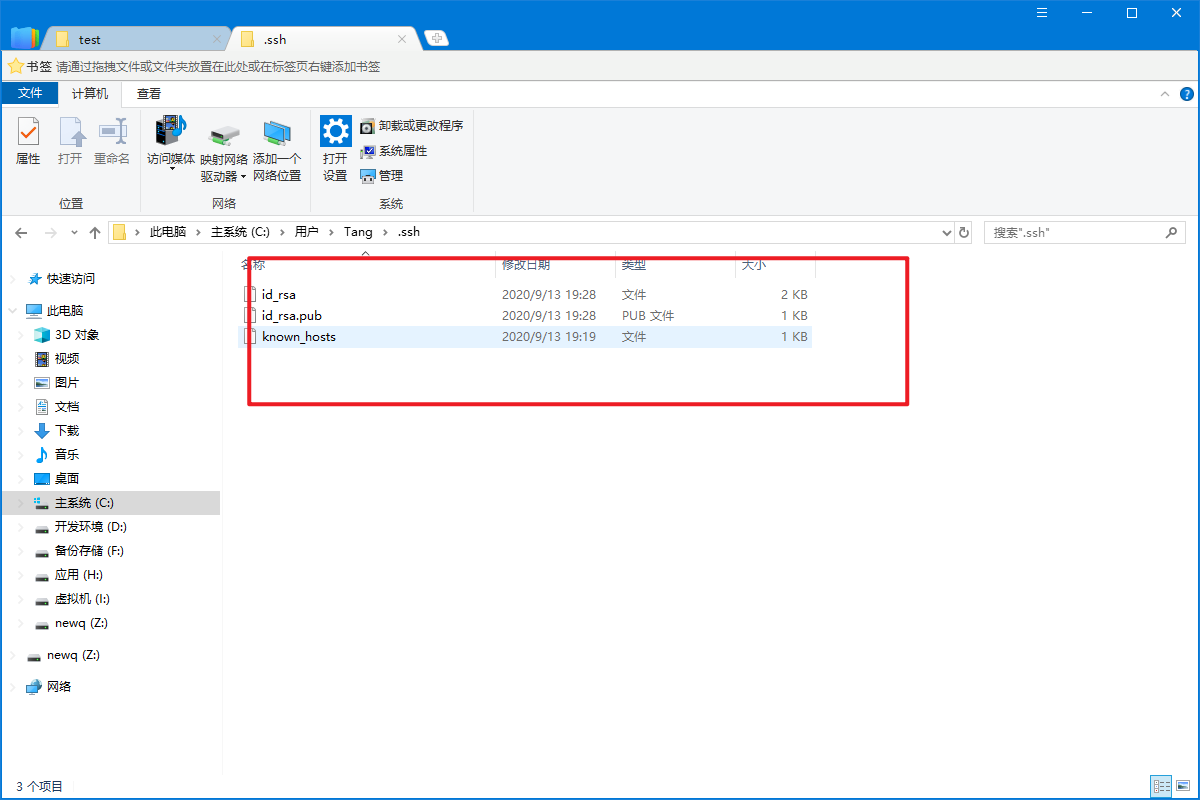 test
.ssh
书签 请通过拖拽文件或文件夹放置在此处或在标签页右键添加书签
文件 计算机 查看
属性 打开 重命名
位置
访问媒体 映射网络驱动器 添加一个网络位置
网络
打开设置
卸载或更改程序
系统属性
管理
系统
此电脑 主系统 (C:) 用户 Tang .ssh
搜索".ssh"
名称 修改日期 类型 大小
id_rsa 2020/9/13 19:28 文件 2 KB
id_rsa.pub 2020/9/13 19:28 PUB 文件 1 KB
known_hosts 2020/9/13 19:19 文件 1 KB
快速访问
此电脑
3D 对象
视频
图片
文档
下载
音乐
桌面
主系统 (C:)
开发环境 (D:)
备份存储 (F:)
应用 (H:)
虚拟机 (I:)
newq (Z:)
newq (Z:)
网络
3 个项目